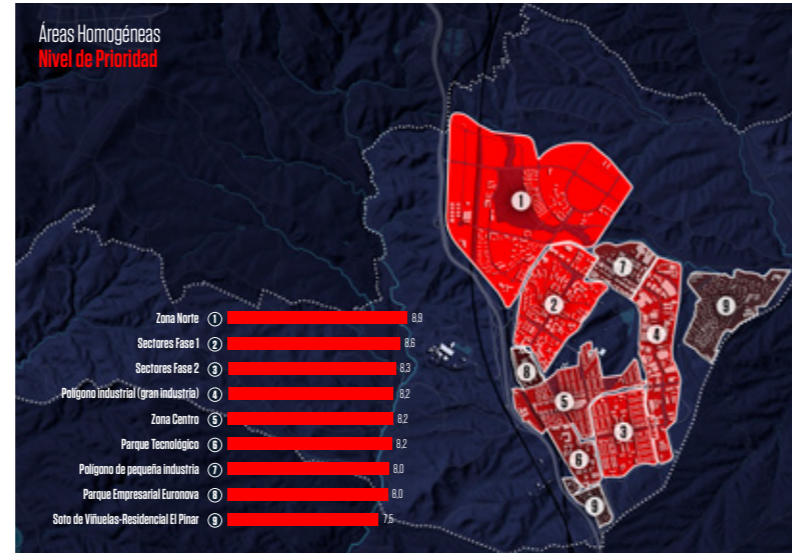 Áreas Homogéneas
Nivel de Prioridad
Zona Norte 1 8,9
Sectores Fase 1 2 8,6
Sectores Fase 2 3 8,3
Polígono industrial (gran industria) 4 8,2
Zona Centro 5 8,2
Parque Tecnológico 6 8,2
Polígono de pequeña industria 7 8,0
Parque Empresarial Euronova 8 8,0
Soto de Viñuelas-Residencial El Pinar 9 7,5
1
7
2
9
4
8
5
3
6
9